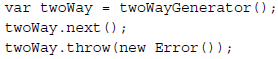 var twoWay = twoWayGenerator();
twoWay.next();
twoWay.throw(new Error());